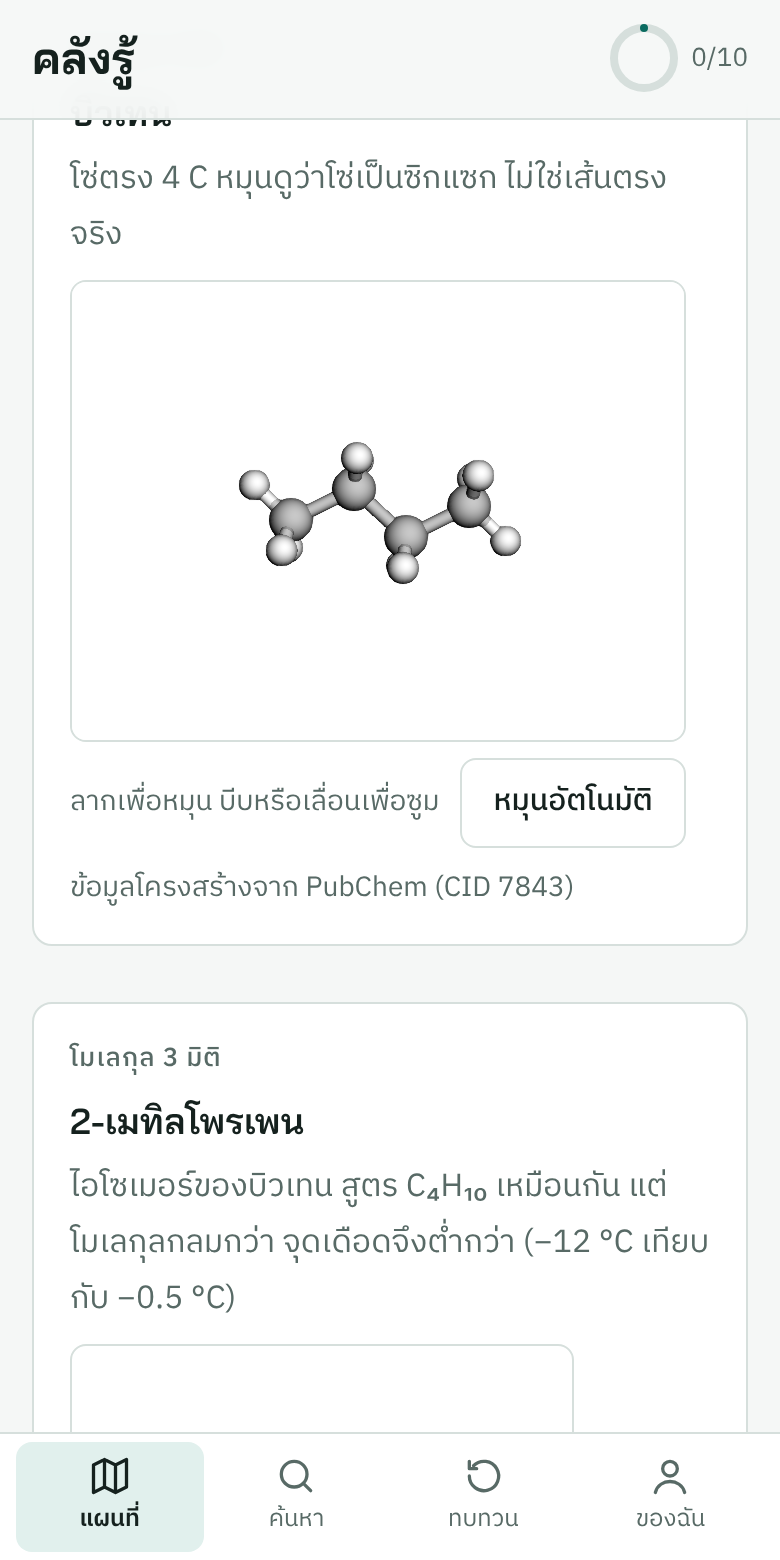 คลังรู้
0/10
บิวเทน
โซ่ตรง 4 C หมุนดูว่าโซ่เป็นซิกแซก ไม่ใช่เส้นตรง
จริง
ลากเพื่อหมุน บีบหรือเลื่อนเพื่อซูม
หมุนอัตโนมัติ
ข้อมูลโครงสร้างจาก PubChem (CID 7843)
โมเลกุล 3 มิติ
2-เมทิลโพรเพน
ไอโซเมอร์ของบิวเทน สูตร C₄H₁₀ เหมือนกัน แต่
โมเลกุลกลมกว่า จุดเดือดจึงต่ำกว่า (−12 °C เทียบ
กับ −0.5 °C)
แผนที่
ค้นหา
ทบทวน
ของฉัน